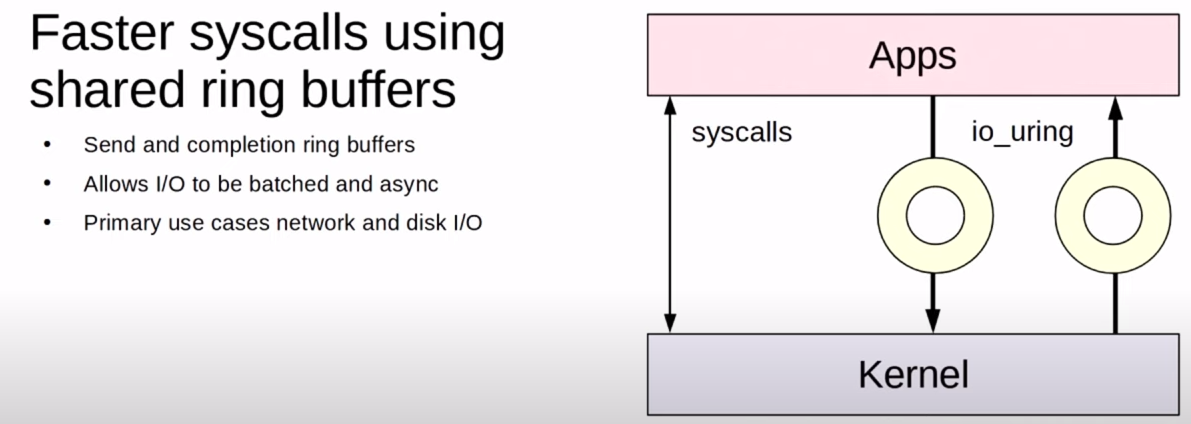 Faster syscalls using
shared ring buffers
• Send and completion ring buffers
• Allows I/O to be batched and async
• Primary use cases network and disk I/O
Apps
syscalls
io_uring
Kernel